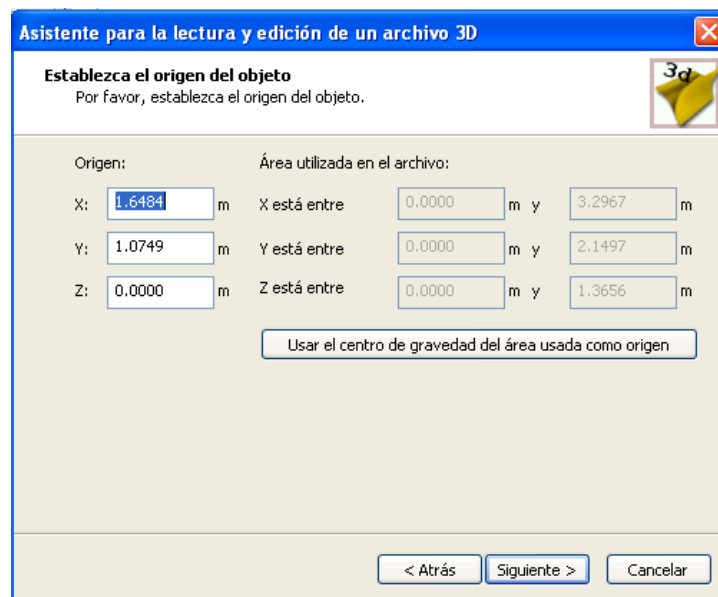 Asistente para la lectura y edición de un archivo 3D
Establezca el origen del objeto
Por favor, establezca el origen del objeto.
3d
Origen: Área utilizada en el archivo:
X: 1.6484 m X está entre 0.0000 m y 3.2967 m
Y: 1.0749 m Y está entre 0.0000 m y 2.1497 m
Z: 0.0000 m Z está entre 0.0000 m y 1.3656 m
Usar el centro de gravedad del área usada como origen
< Atrás Siguiente > Cancelar